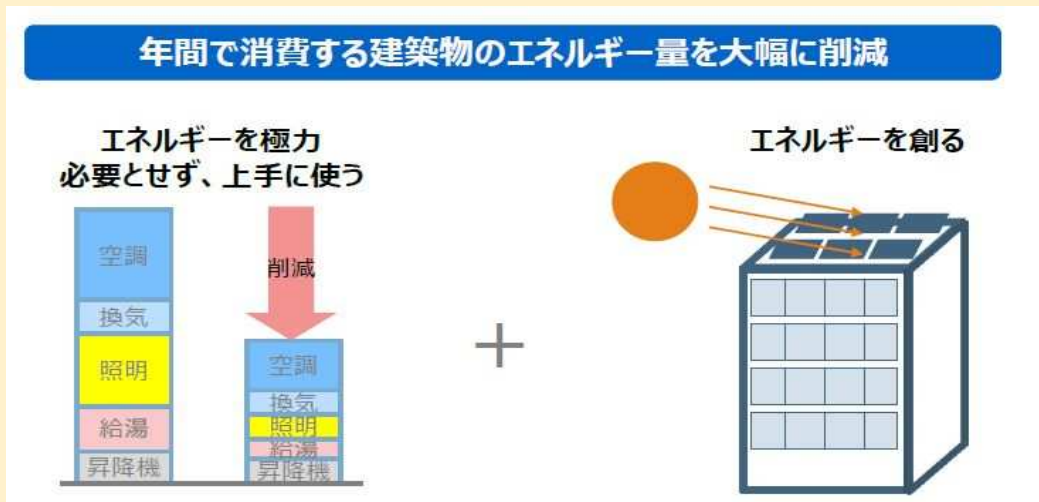 年間で消費する建築物のエネルギー量を大幅に削減
エネルギーを極力
必要とせず、上手に使う
エネルギーを創る
空調
換気
照明
給湯
昇降機
削減
空調
換気
照明
給湯
昇降機
+